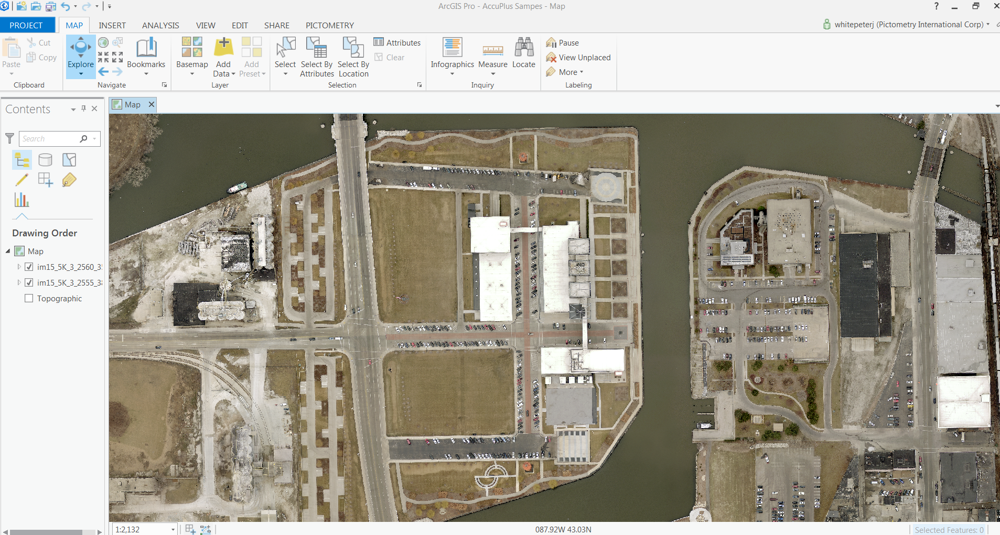 ArcGIS Pro - AccuPlus Sampes - Map
?
PROJECT MAP INSERT ANALYSIS VIEW EDIT SHARE PICTOMETRY
whitepeterj (Pictometry International Corp)
Paste
Cut
Copy
Clipboard
Explore
Bookmarks
Navigate
Basemap
Add Data
Add Preset
Layer
Select
Select By Attributes
Select By Location
Attributes
Clear
Selection
Infographics
Measure
Locate
Inquiry
Pause
View Unplaced
More
Labeling
Contents
Search
Drawing Order
Map
im15_5K_3_2560_3
im15_5K_3_2555_38
Topographic
Map
1:2,132
087.92W 43.03N
Selected Features: 0